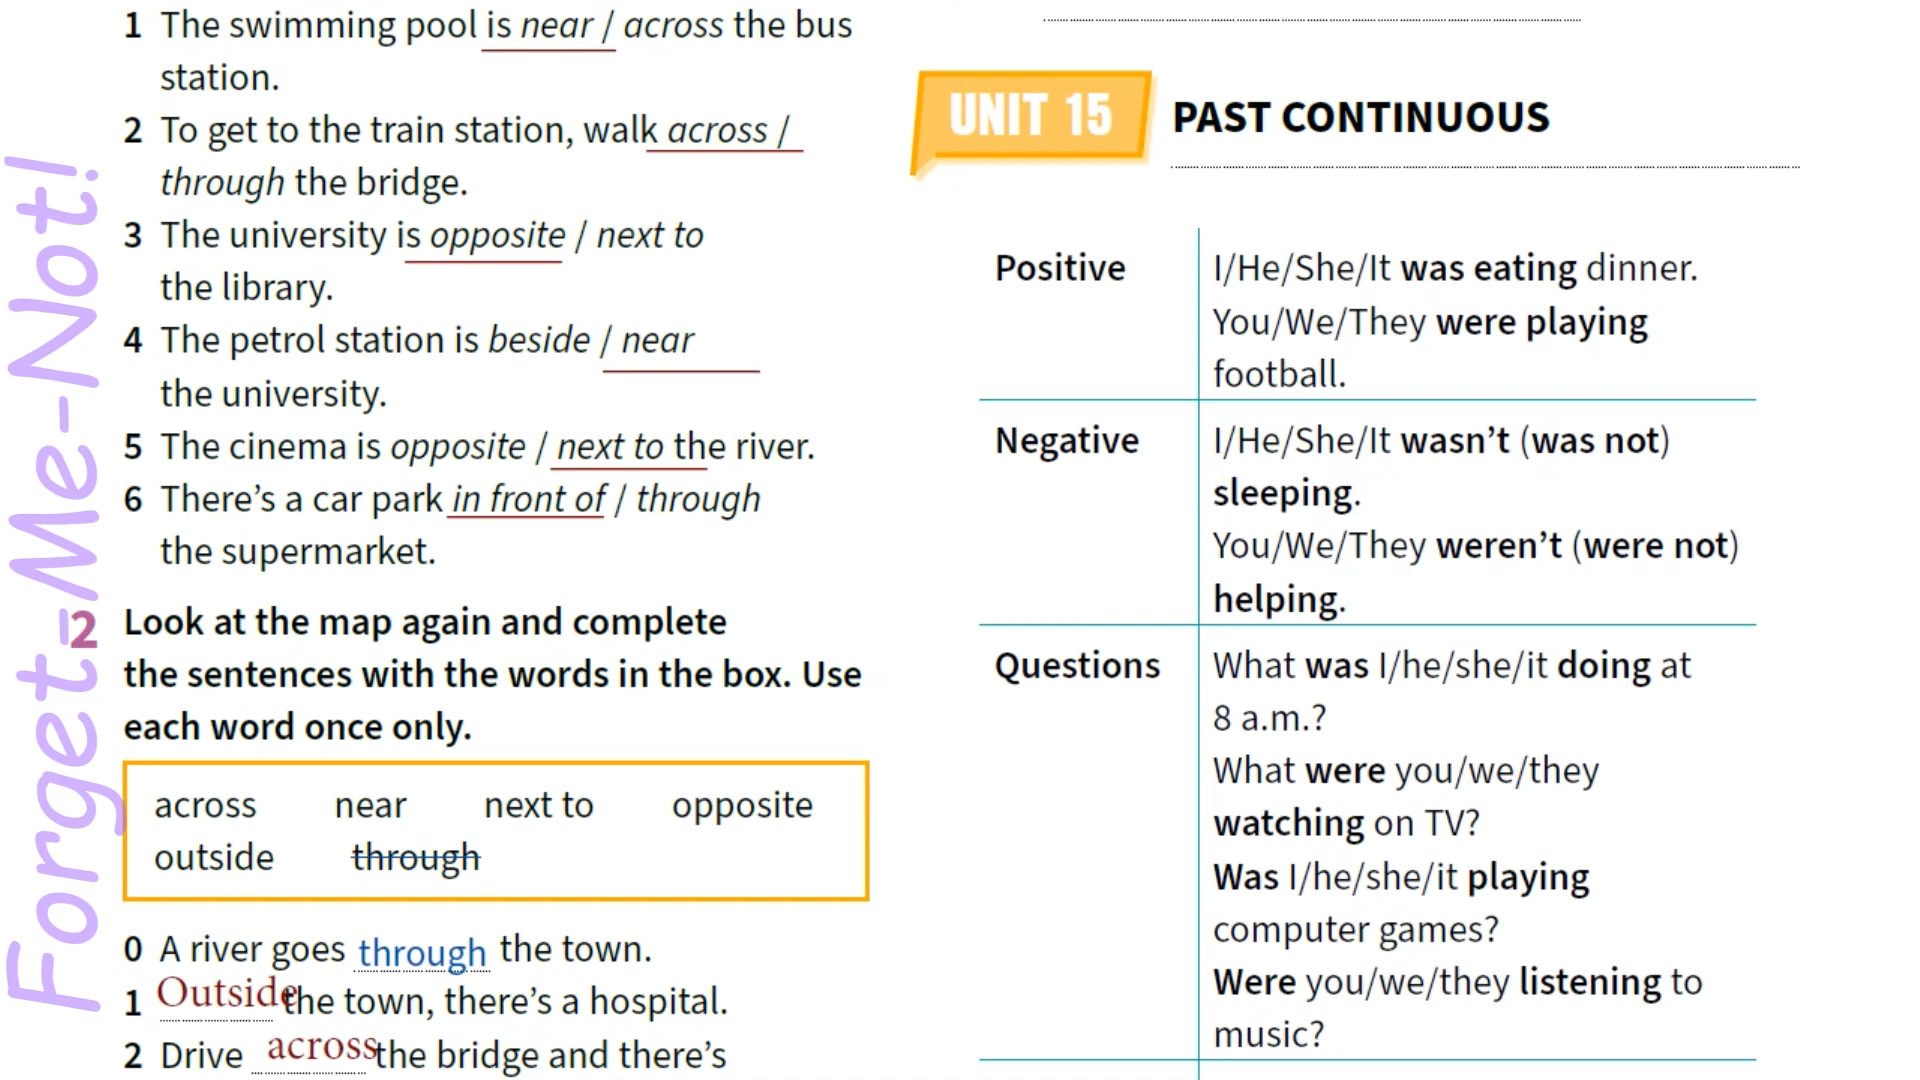 Forget-Me-Not!
1 The swimming pool is near / across the bus
station.
2 To get to the train station, walk across /
through the bridge.
3 The university is opposite / next to
the library.
4 The petrol station is beside / near
the university.
5 The cinema is opposite / next to the river.
6 There's a car park in front of / through
the supermarket.
2 Look at the map again and complete
the sentences with the words in the box. Use
each word once only.
across near next to opposite
outside through
0 A river goes through the town.
1 Outside the town, there's a hospital.
2 Drive across the bridge and there's
UNIT 15 PAST CONTINUOUS
Positive I/He/She/It was eating dinner.
You/We/They were playing
football.
Negative I/He/She/It wasn't (was not)
sleeping.
You/We/They weren't (were not)
helping.
Questions What was I/he/she/it doing at
8 a.m.?
What were you/we/they
watching on TV?
Was I/he/she/it playing
computer games?
Were you/we/they listening to
music?